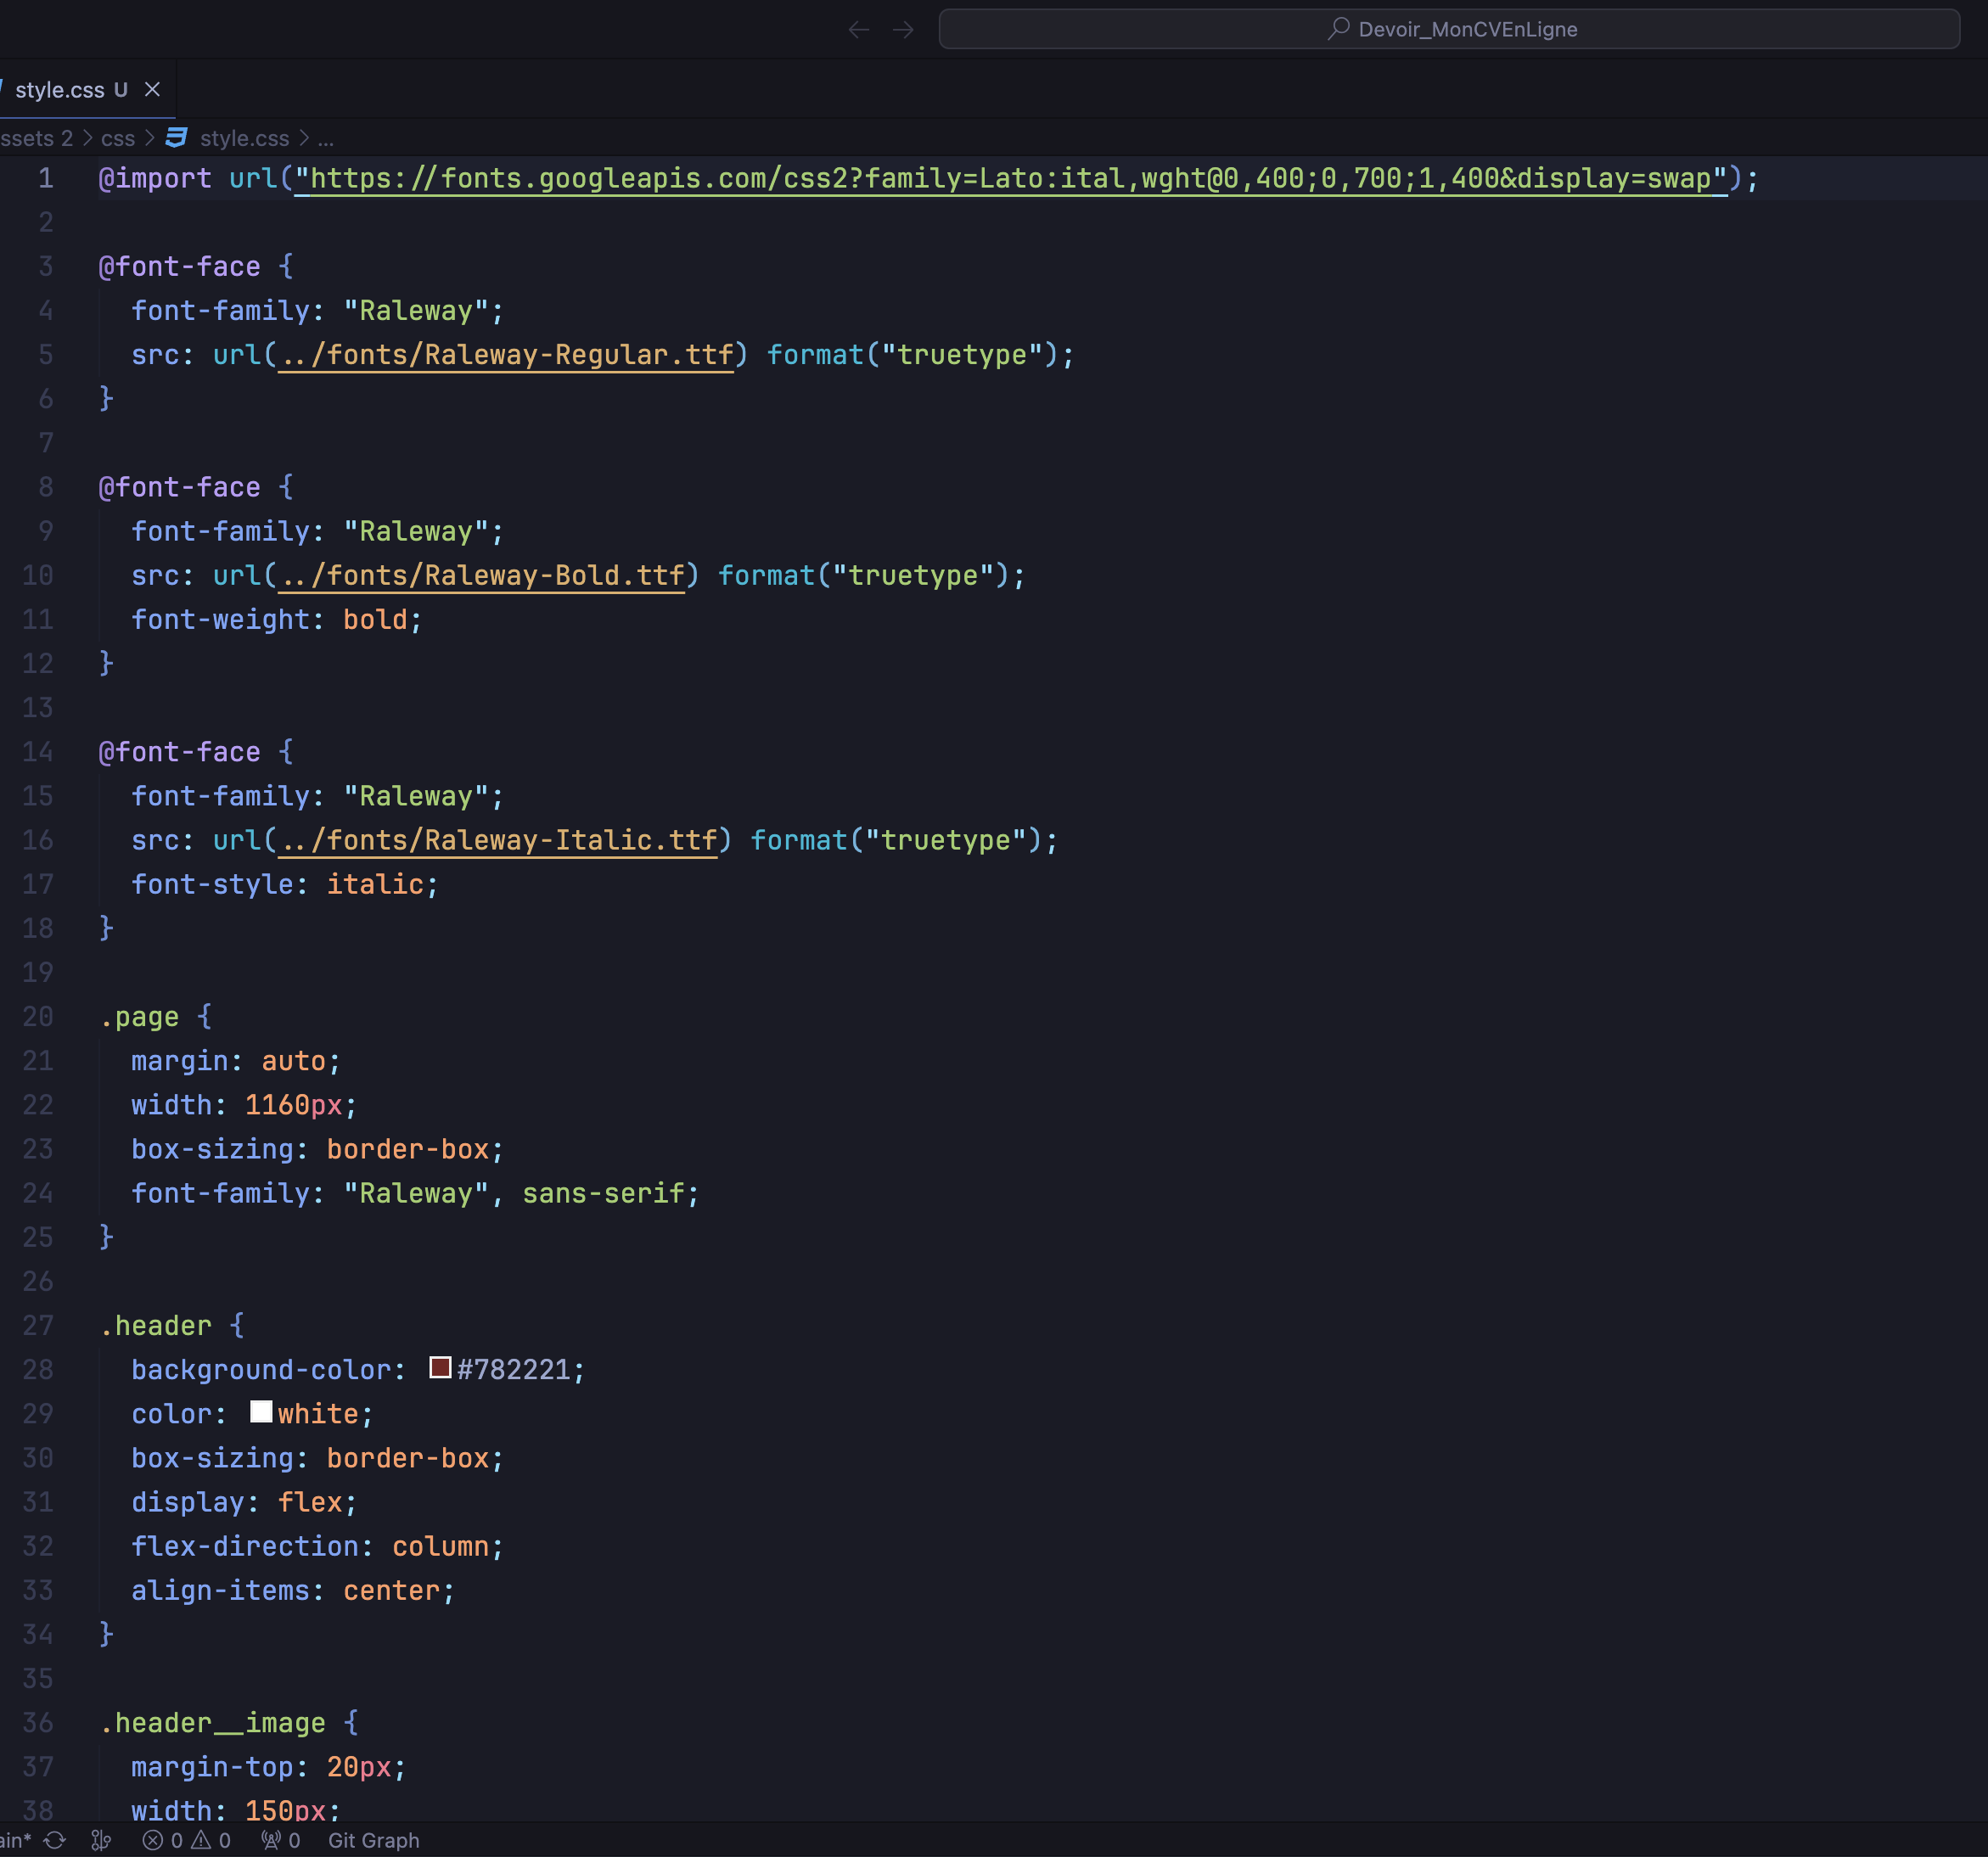 Devoir_MonCVEnLigne
style.css U
ssets 2 > css > style.css > ...
1 @import url("https://fonts.googleapis.com/css2?family=Lato:ital,wght@0,400;0,700;1,400&display=swap");
2
3 @font-face {
4 font-family: "Raleway";
5 src: url(../fonts/Raleway-Regular.ttf) format("truetype");
6 }
7
8 @font-face {
9 font-family: "Raleway";
10 src: url(../fonts/Raleway-Bold.ttf) format("truetype");
11 font-weight: bold;
12 }
13
14 @font-face {
15 font-family: "Raleway";
16 src: url(../fonts/Raleway-Italic.ttf) format("truetype");
17 font-style: italic;
18 }
19
20 .page {
21 margin: auto;
22 width: 1160px;
23 box-sizing: border-box;
24 font-family: "Raleway", sans-serif;
25 }
26
27 .header {
28 background-color: #782221;
29 color: white;
30 box-sizing: border-box;
31 display: flex;
32 flex-direction: column;
33 align-items: center;
34 }
35
36 .header__image {
37 margin-top: 20px;
38 width: 150px;
ain* 0 0 0 Git Graph